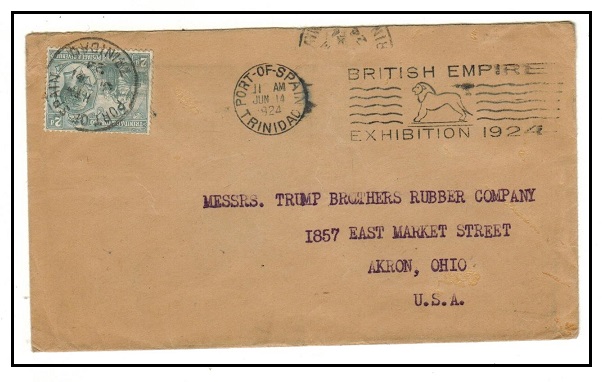 PORT-OF-SPAIN
11 AM
JUN 14
1924
TRINIDAD
BRITISH EMPIRE
EXHIBITION 1924
MESSRS. TRUMP BROTHERS RUBBER COMPANY
1857 EAST MARKET STREET
AKRON, OHIO
U.S.A.